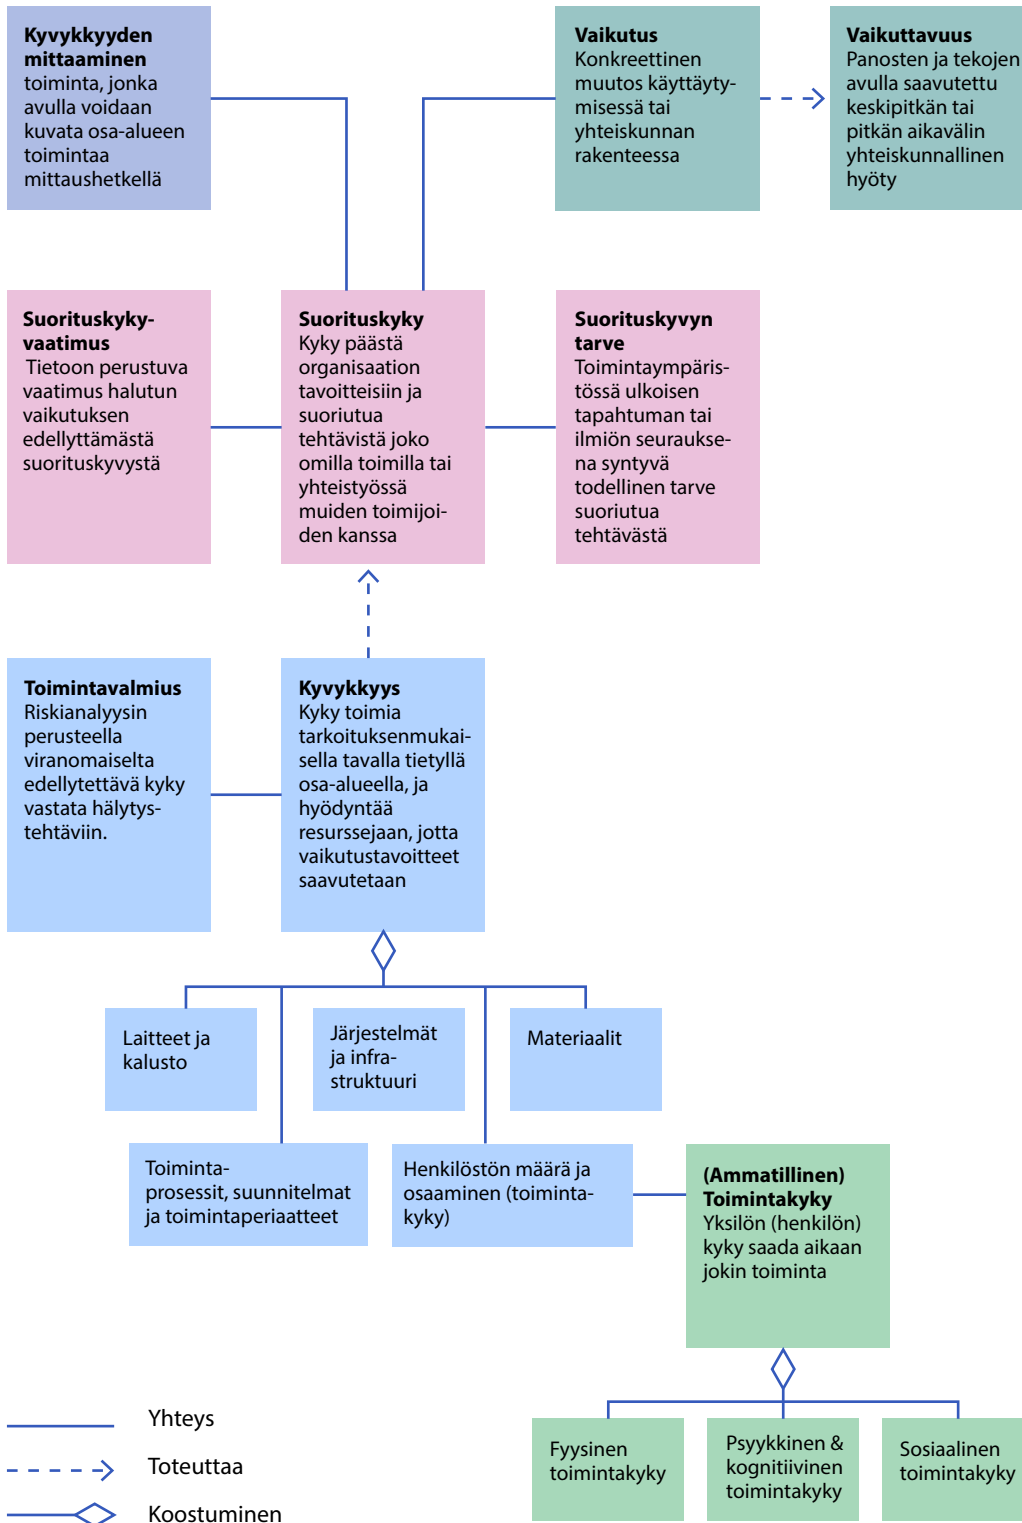 Kyvykkyyden
mittaaminen
toiminta, jonka
avulla voidaan
kuvata osa-alueen
toimintaa
mittaushetkellä
Vaikutus
Konkreettinen
muutos käyttäyty-
misessä tai
yhteiskunnan
rakenteessa
Vaikuttavuus
Panosten ja tekojen
avulla saavutettu
keskipitkän tai
pitkän aikavälin
yhteiskunnallinen
hyöty
Suorituskyky-
vaatimus
Tietoon perustuva
vaatimus halutun
vaikutuksen
edellyttämästä
suorituskyvystä
Suorituskyky
Kyky päästä
organisaation
tavoitteisiin ja
suoriutua
tehtävistä joko
omilla toimilla tai
yhteistyössä
muiden toimijoi-
den kanssa
Suorituskyvyn
tarve
Toimintaympäris-
tössä ulkoisen
tapahtuman tai
ilmiön seuraukse-
na syntyvä
todellinen tarve
suoriutua
tehtävästä
Toimintavalmius
Riskianalyysin
perusteella
viranomaiselta
edellytettävä kyky
vastata hälytys-
tehtäviin.
Kyvykkyys
Kyky toimia
tarkoituksenmukai-
sella tavalla tietyllä
osa-alueella, ja
hyödyntää
resurssejaan, jotta
vaikutustavoitteet
saavutetaan
Laitteet ja
kalusto
Järjestelmät
ja infra-
struktuuri
Materiaalit
Toiminta-
prosessit, suunnitelmat
ja toimintaperiaatteet
Henkilöstön määrä ja
osaaminen (toiminta-
kyky)
(Ammatillinen)
Toimintakyky
Yksilön (henkilön)
kyky saada aikaan
jokin toiminta
Fyysinen
toimintakyky
Psyykkinen &
kognitiivinen
toimintakyky
Sosiaalinen
toimintakyky
Yhteys
Toteuttaa
Koostuminen